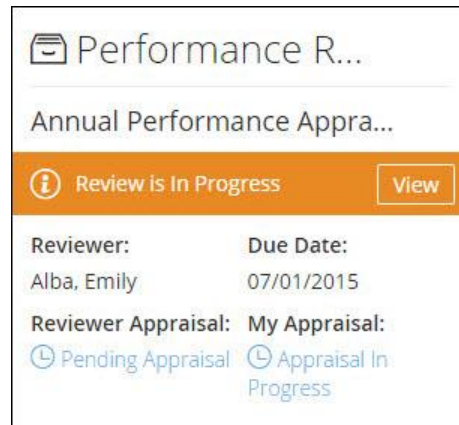 Performance R...
Annual Performance Appra...
Review is In Progress View
Reviewer: Due Date:
Alba, Emily 07/01/2015
Reviewer Appraisal: My Appraisal:
Pending Appraisal Appraisal In
Progress